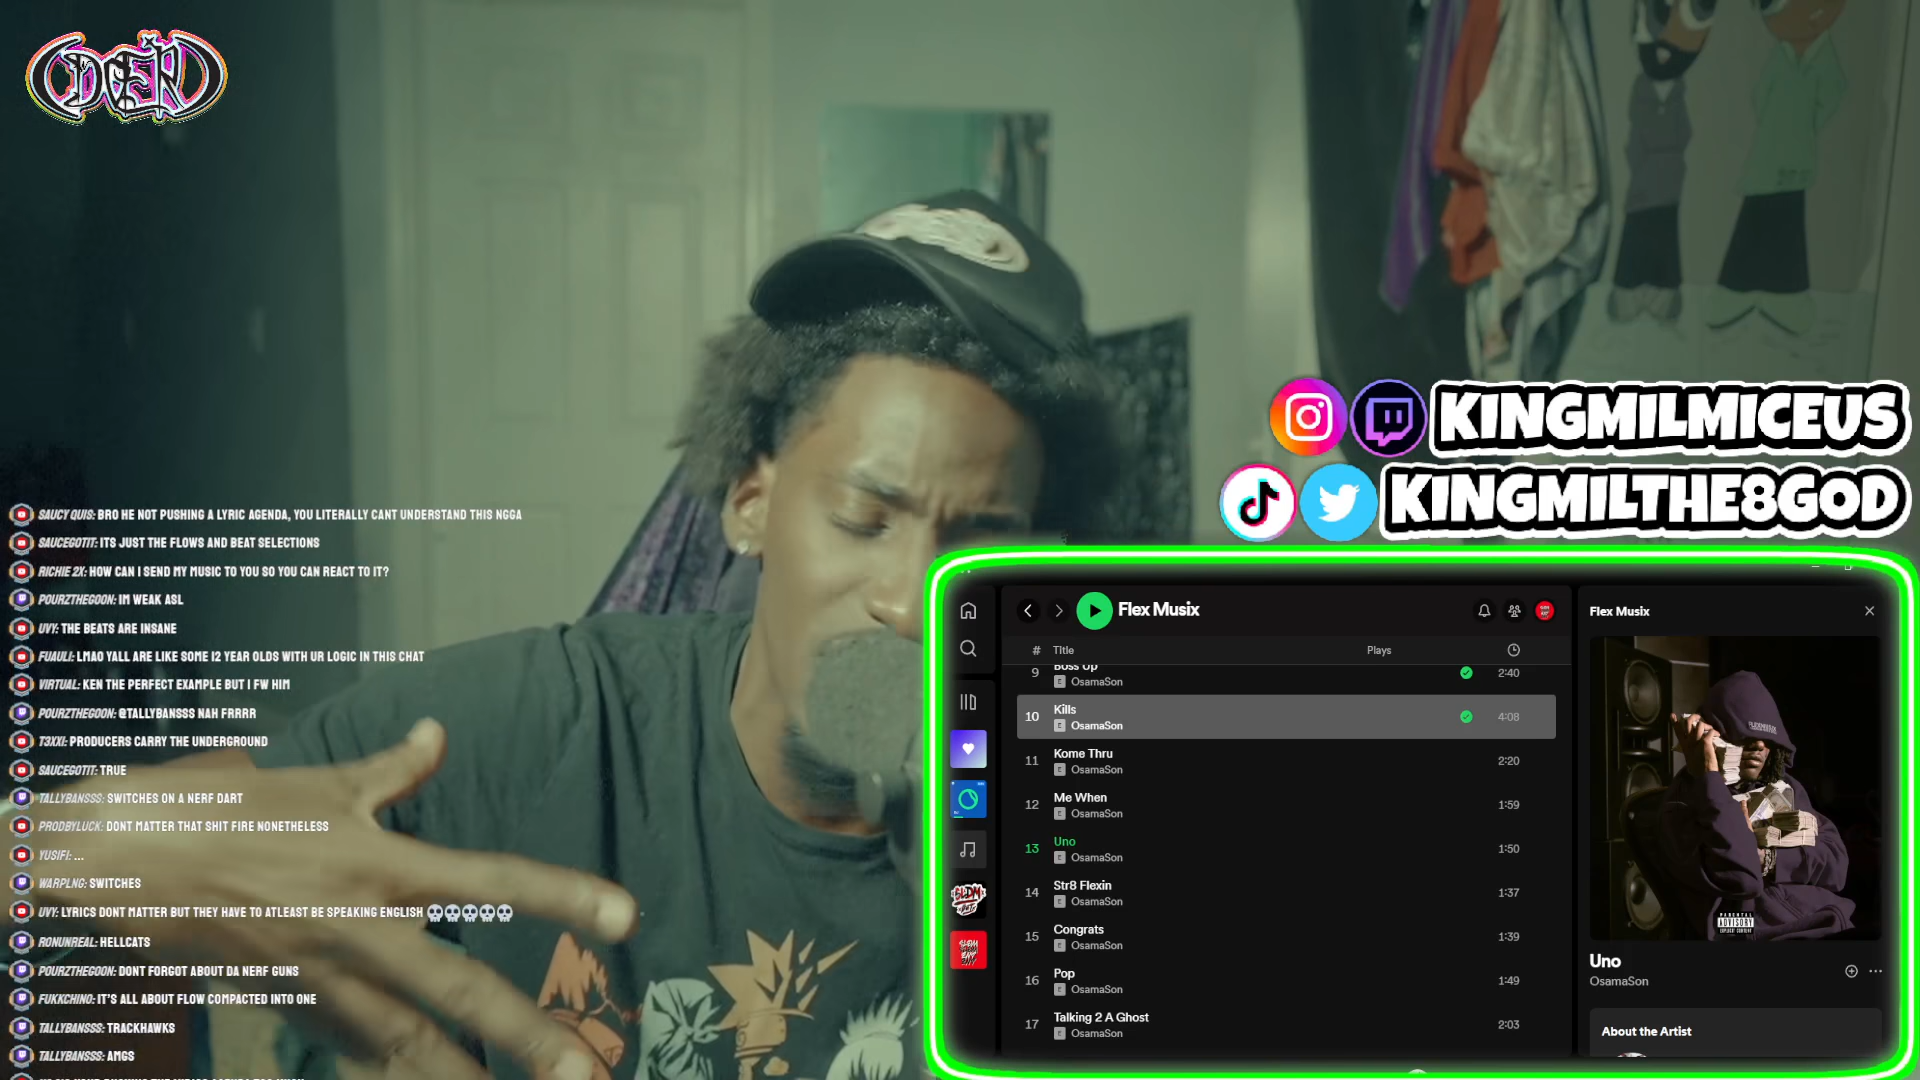 DCER
KINGMILMICEUS
KINGMILTHE8GOD
SAUCY QUIS: BRO HE NOT PUSHING A LYRIC AGENDA, YOU LITERALLY CANT UNDERSTAND THIS NGGA
SAUCEGOTIT: ITS JUST THE FLOWS AND BEAT SELECTIONS
RICHIE 2X: HOW CAN I SEND MY MUSIC TO YOU SO YOU CAN REACT TO IT?
POURZTHEGOON: IM WEAK ASL
UVY: THE BEATS ARE INSANE
FUAULI: LMAO YALL ARE LIKE SOME 12 YEAR OLDS WITH UR LOGIC IN THIS CHAT
VIRTUAL: KEN THE PERFECT EXAMPLE BUT I FW HIM
POURZTHEGOON: @TALLYBANSSS NAH FRRRR
T3XXI: PRODUCERS CARRY THE UNDERGROUND
SAUCEGOTIT: TRUE
TALLYBANSSS: SWITCHES ON A NERF DART
PRODBYLUCK: DONT MATTER THAT SHIT FIRE NONETHELESS
YUSIFI: ...
WARPLNG: SWITCHES
UVY: LYRICS DONT MATTER BUT THEY HAVE TO ATLEAST BE SPEAKING ENGLISH 💀💀💀💀💀
RONUNREAL: HELLCATS
POURZTHEGOON: DONT FORGOT ABOUT DA NERF GUNS
FUKKCHINO: IT'S ALL ABOUT FLOW COMPACTED INTO ONE
TALLYBANSSS: TRACKHAWKS
TALLYBANSSS: AMGS
Flex Musix
# Title Plays
9 Boss Up 2:40
E OsamaSon
10 Kills 4:08
E OsamaSon
11 Kome Thru 2:20
E OsamaSon
12 Me When 1:59
E OsamaSon
13 Uno 1:50
E OsamaSon
14 Str8 Flexin 1:37
E OsamaSon
15 Congrats 1:39
E OsamaSon
16 Pop 1:49
E OsamaSon
17 Talking 2 A Ghost 2:03
E OsamaSon
Flex Musix
PARENTAL
ADVISORY
EXPLICIT CONTENT
Uno
OsamaSon
About the Artist